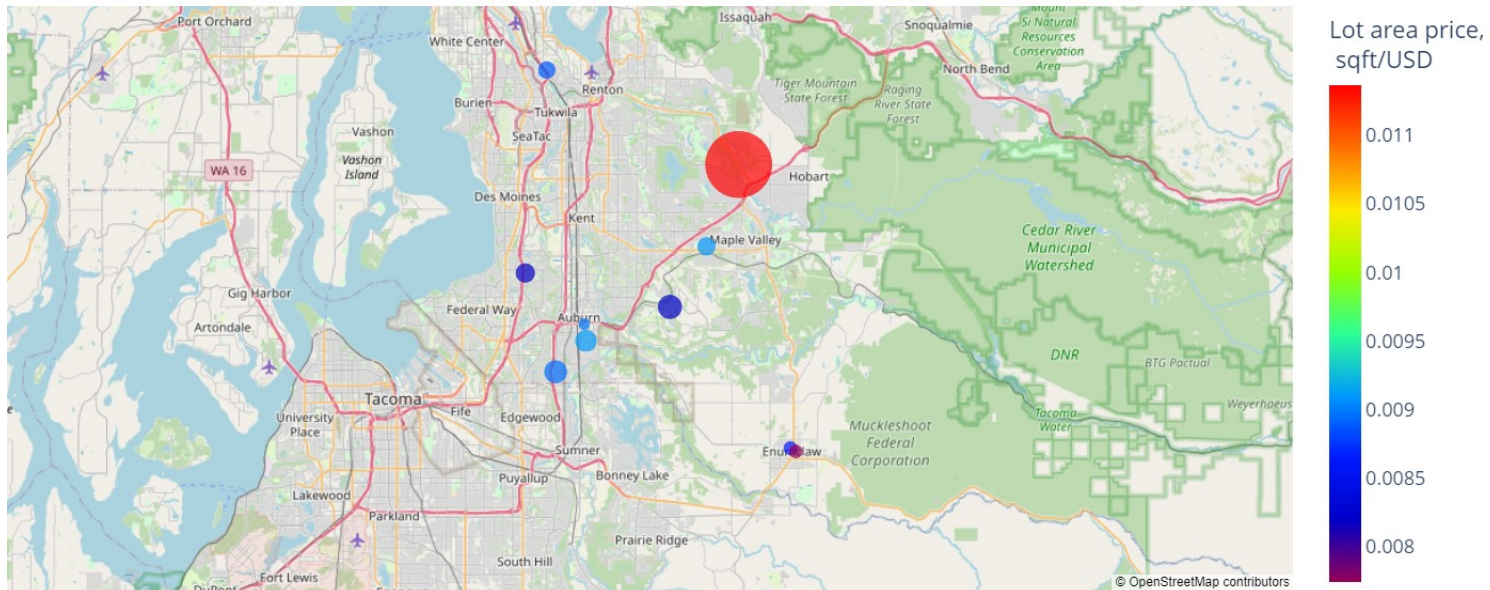 Port Orchard
Issaquah
Snoqualmie
Mount
Si Natural
Resources
Conservation
Area
White Center
North Bend
Tiger Mountain
State Forest
Raging
River State
Forest
Renton
Burien
Tukwila
SeaTac
Vashon
Vashon
Island
WA 16
Hobart
Des Moines
Kent
Maple Valley
Cedar River
Municipal
Watershed
Gig Harbor
Federal Way
Auburn
Artondale
DNR
BTG Pactual
Tacoma
University
Place
Fife
Edgewood
Weyerhaeus
Tacoma
Water
Muckleshoot
Federal
Corporation
Sumner
Enumclaw
Puyallup
Bonney Lake
Lakewood
Parkland
Prairie Ridge
South Hill
Fort Lewis
DuPont
© OpenStreetMap contributors
Lot area price,
sqft/USD
0.011
0.0105
0.01
0.0095
0.009
0.0085
0.008